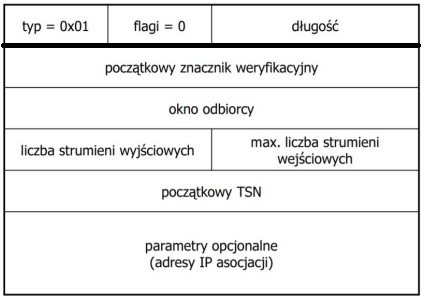 typ = 0x01
flagi = 0
długość
początkowy znacznik weryfikacyjny
okno odbiorcy
liczba strumieni wyjściowych
max. liczba strumieni
wejściowych
początkowy TSN
parametry opcjonalne
(adresy IP asocjacji)